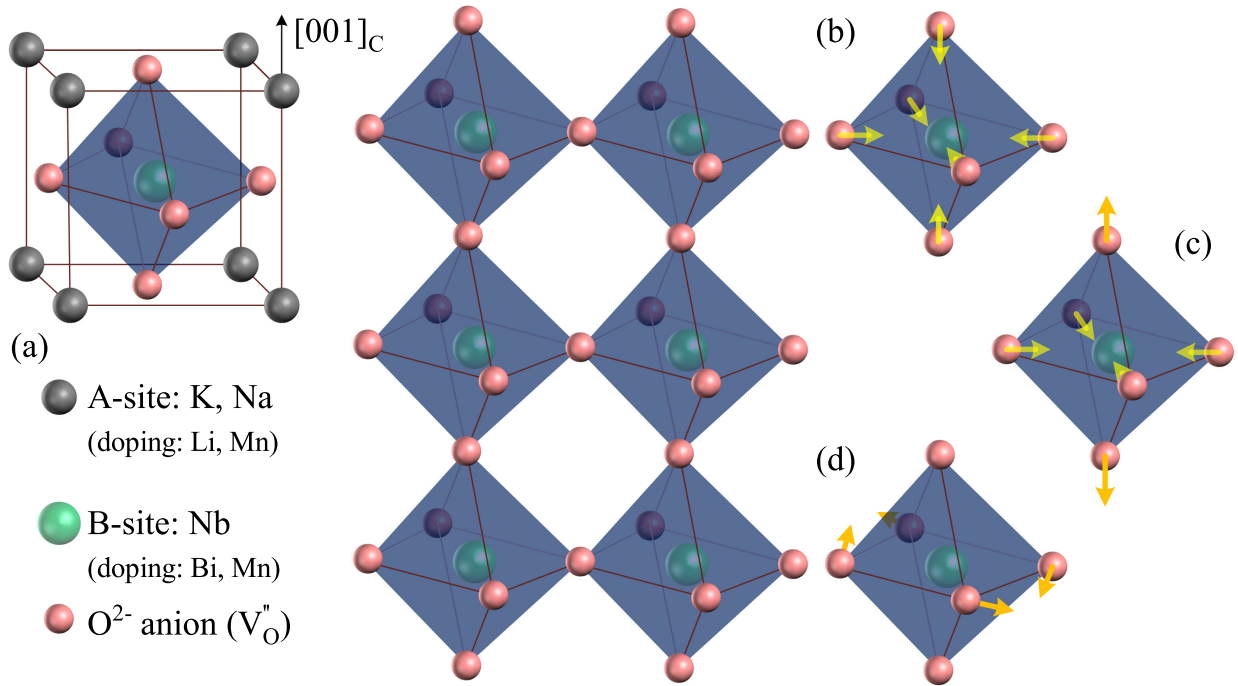 [001]C
(a)
A-site: K, Na
(doping: Li, Mn)
B-site: Nb
(doping: Bi, Mn)
O2- anion (V"O)
(b)
(c)
(d)